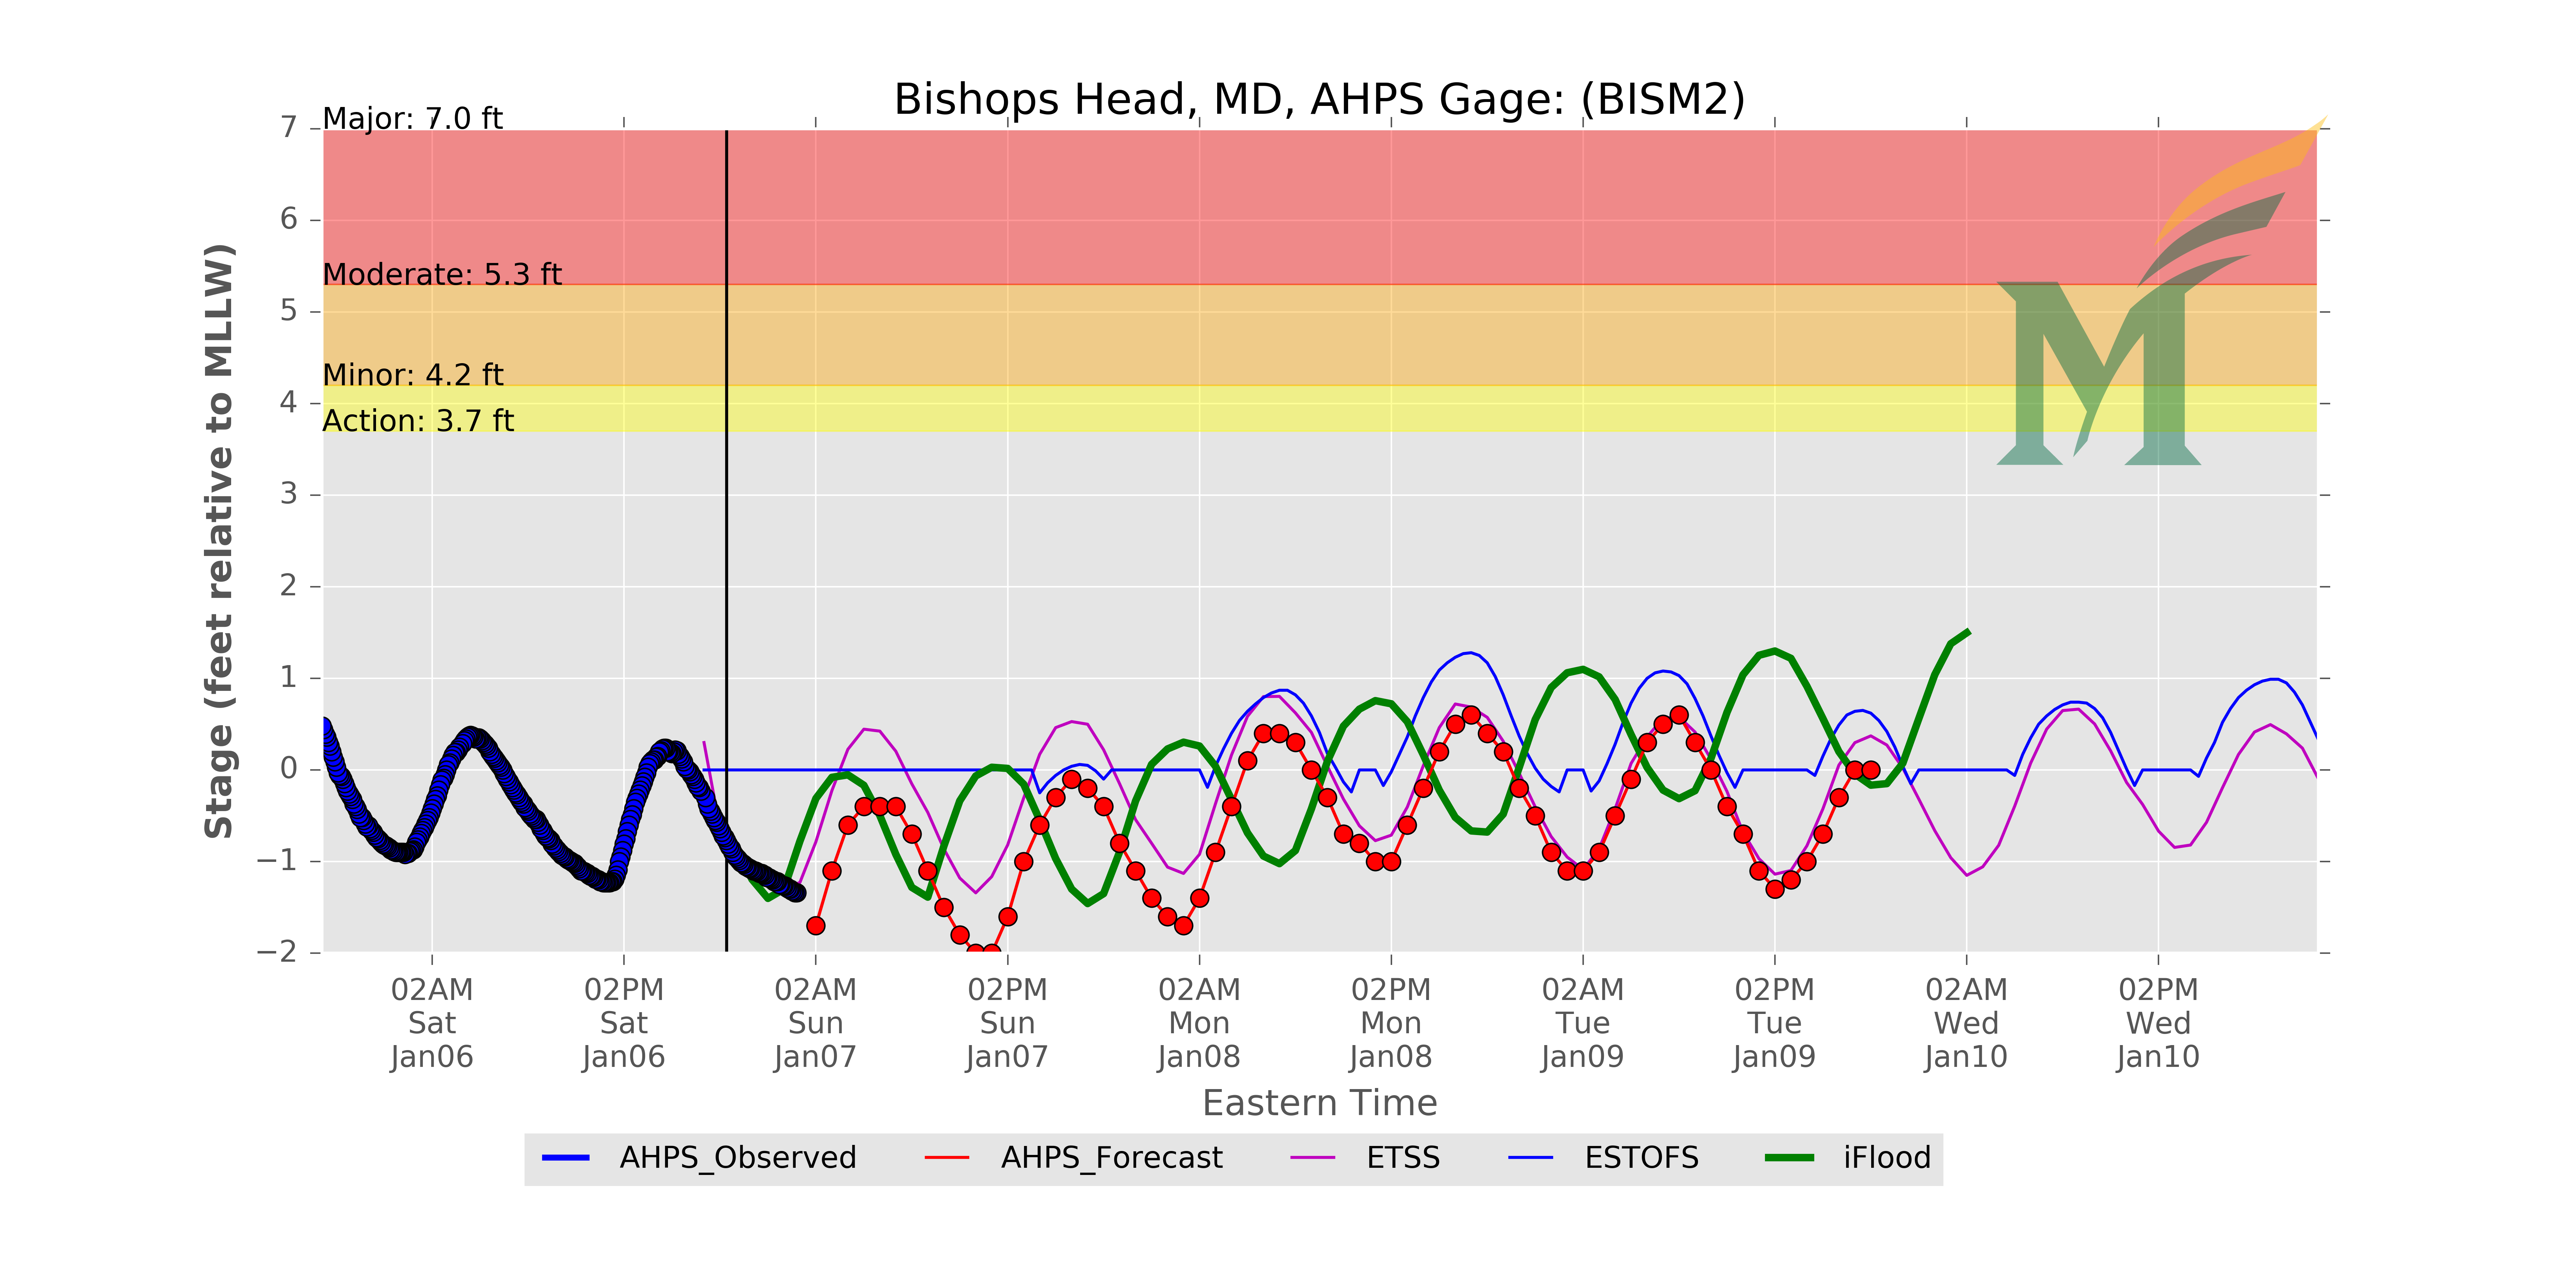 Bishops Head, MD, AHPS Gage: (BISM2)
Major: 7.0 ft
Moderate: 5.3 ft
Minor: 4.2 ft
Action: 3.7 ft
7
6
5
4
3
2
1
0
−1
−2
Stage (feet relative to MLLW)
02AM 02PM 02AM 02PM 02AM 02PM 02AM 02PM 02AM 02PM
Sat Sat Sun Sun Mon Mon Tue Tue Wed Wed
Jan06 Jan06 Jan07 Jan07 Jan08 Jan08 Jan09 Jan09 Jan10 Jan10
Eastern Time
AHPS_Observed AHPS_Forecast ETSS ESTOFS iFlood
M